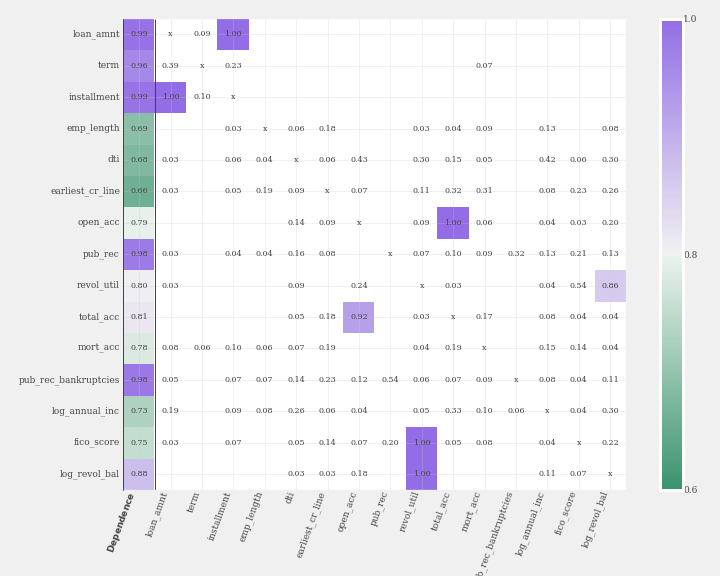 loan_amnt 0.99 x 0.09 1.00
term 0.96 0.39 x 0.23 0.07
installment 0.99 1.00 0.10 x
emp_length 0.69 0.03 x 0.06 0.18 0.03 0.04 0.09 0.13 0.08
dti 0.68 0.03 0.06 0.04 x 0.06 0.43 0.30 0.15 0.05 0.42 0.06 0.30
earliest_cr_line 0.66 0.03 0.05 0.19 0.09 x 0.07 0.11 0.32 0.31 0.08 0.23 0.26
open_acc 0.79 0.14 0.09 x 0.09 1.00 0.06 0.04 0.03 0.20
pub_rec 0.98 0.03 0.04 0.04 0.16 0.08 x 0.07 0.10 0.09 0.32 0.13 0.21 0.13
revol_util 0.80 0.03 0.09 0.24 x 0.03 0.04 0.54 0.86
total_acc 0.81 0.05 0.18 0.92 0.03 x 0.17 0.08 0.04 0.04
mort_acc 0.78 0.08 0.06 0.10 0.06 0.07 0.19 0.04 0.19 x 0.15 0.14 0.04
pub_rec_bankruptcies 0.98 0.05 0.07 0.07 0.14 0.23 0.12 0.54 0.06 0.07 0.09 x 0.08 0.04 0.11
log_annual_inc 0.73 0.19 0.09 0.08 0.26 0.06 0.04 0.05 0.33 0.10 0.06 x 0.04 0.30
fico_score 0.75 0.03 0.07 0.05 0.14 0.07 0.20 1.00 0.05 0.08 0.04 x 0.22
log_revol_bal 0.88 0.03 0.03 0.18 1.00 0.11 0.07 x
Dependence
loan_amnt
term
installment
emp_length
dti
earliest_cr_line
open_acc
pub_rec
revol_util
total_acc
mort_acc
b_rec_bankruptcies
log_annual_inc
fico_score
log_revol_bal
1.0
0.8
0.6